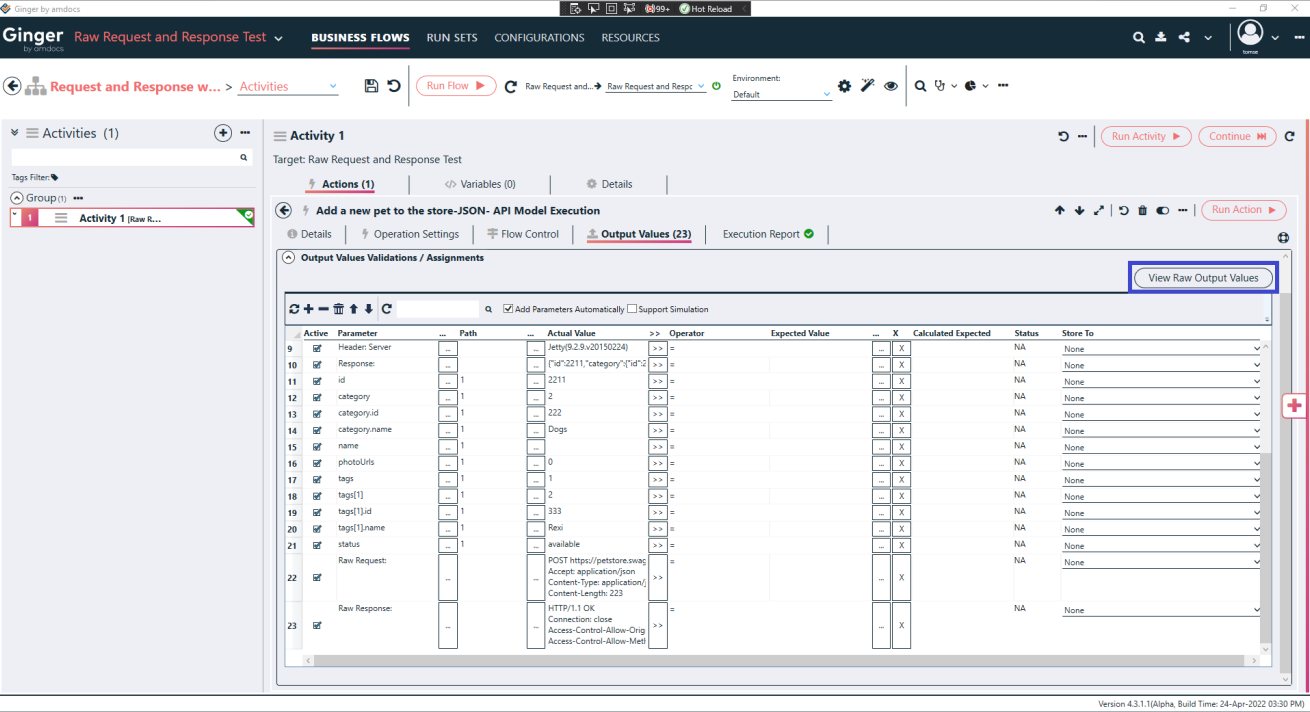 Ginger by amdocs
99+ Hot Reload
Ginger by amdocs Raw Request and Response Test BUSINESS FLOWS RUN SETS CONFIGURATIONS RESOURCES
Request and Response w... > Activities Run Flow Raw Request and... Raw Request and Respc Environment: Default
Activities (1)
Tags Filter:
Group (1)
1 Activity 1 [Raw R...
Activity 1 Run Activity Continue
Target: Raw Request and Response Test
Actions (1) Variables (0) Details
Add a new pet to the store-JSON- API Model Execution Run Action
Details Operation Settings Flow Control Output Values (23) Execution Report
Output Values Validations / Assignments
View Raw Output Values
Add Parameters Automatically Support Simulation
Active Parameter ... Path ... Actual Value >> Operator Expected Value ... X Calculated Expected Status Store To
9 Header: Server ... ... Jetty(9.2.9.v20150224) >> = ... X NA None
10 Response: ... ... {"id":2211,"category":{"id":2 >> = ... X NA None
11 id ... 1 ... 2211 >> = ... X NA None
12 category ... 1 ... 2 >> = ... X NA None
13 category.id ... 1 ... 222 >> = ... X NA None
14 category.name ... 1 ... Dogs >> = ... X NA None
15 name ... 1 ... >> = ... X NA None
16 photoUrls ... 1 ... 0 >> = ... X NA None
17 tags ... 1 ... 1 >> = ... X NA None
18 tags[1] ... 1 ... 2 >> = ... X NA None
19 tags[1].id ... 1 ... 333 >> = ... X NA None
20 tags[1].name ... 1 ... Rexi >> = ... X NA None
21 status ... 1 ... available >> = ... X NA None
22 Raw Request: ... ... POST https://petstore.swag >> = ... X NA None
Accept: application/json
Content-Type: application/j
Content-Length: 223
23 Raw Response: ... ... HTTP/1.1 OK >> = ... X NA None
Connection: close
Access-Control-Allow-Orig
Access-Control-Allow-Meth
Version 4.3.1.1(Alpha, Build Time: 24-Apr-2022 03:30 PM)